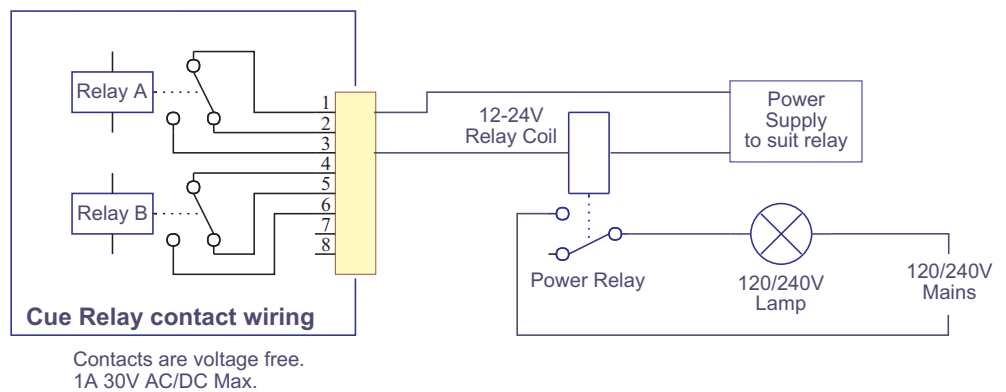 Relay A
Relay B
1
2
3
4
5
6
7
8
12-24V
Relay Coil
Power
Supply
to suit relay
Power Relay
120/240V
Lamp
120/240V
Mains
Cue Relay contact wiring
Contacts are voltage free.
1A 30V AC/DC Max.